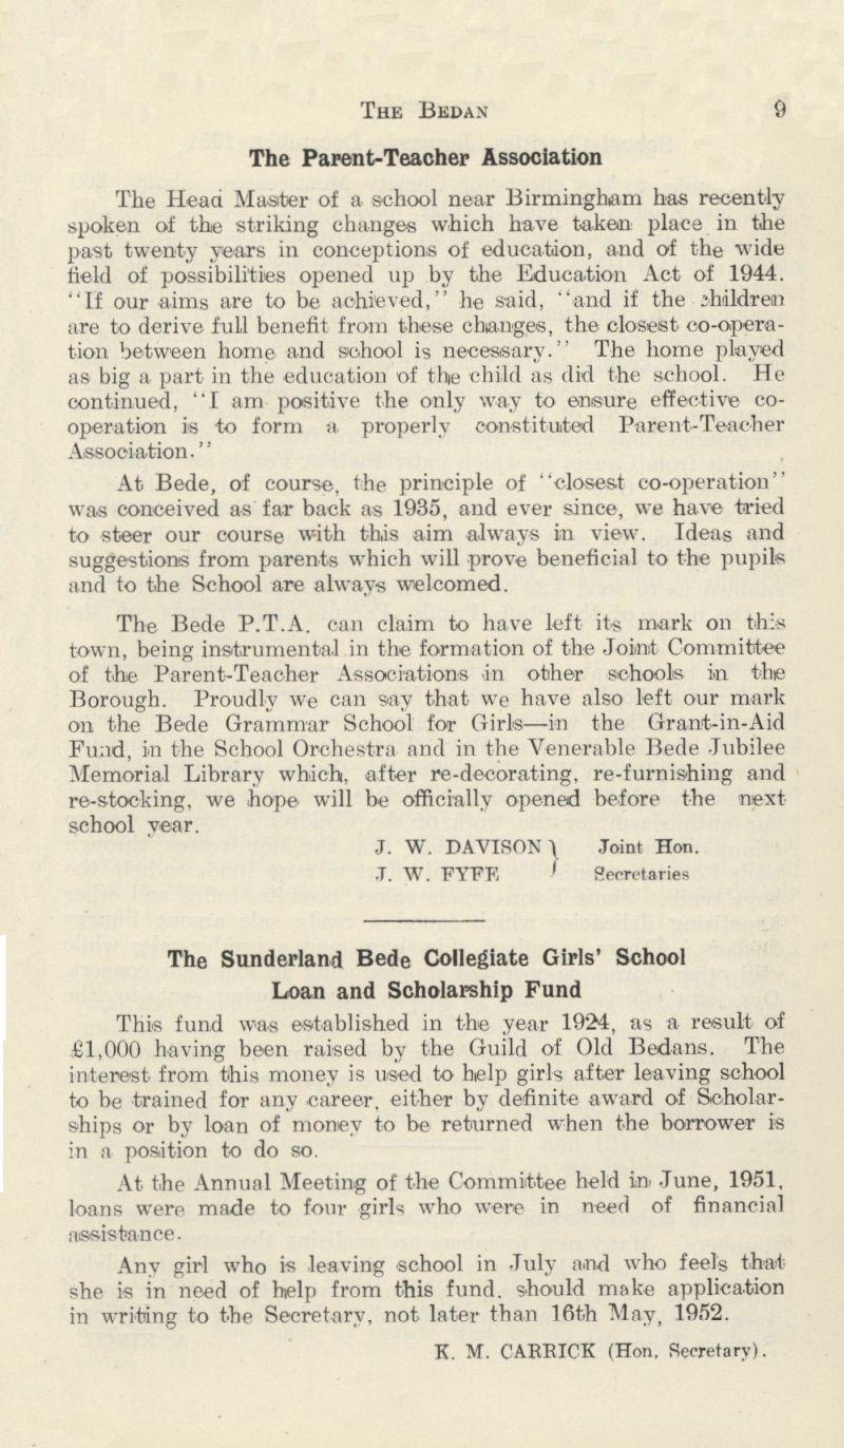 THE BEDAN 9
The Parent-Teacher Association
The Head Master of a school near Birmingham has recently
spoken of the striking changes which have taken place in the
past twenty years in conceptions of education, and of the wide
field of possibilities opened up by the Education Act of 1944.
"If our aims are to be achieved," he said, "and if the children
are to derive full benefit from these changes, the closest co-opera-
tion between home and school is necessary." The home played
as big a part in the education of the child as did the school. He
continued, "I am positive the only way to ensure effective co-
operation is to form a properly constituted Parent-Teacher
Association."
At Bede, of course, the principle of "closest co-operation"
was conceived as far back as 1935, and ever since, we have tried
to steer our course with this aim always in view. Ideas and
suggestions from parents which will prove beneficial to the pupils
and to the School are always welcomed.
The Bede P.T.A. can claim to have left its mark on this
town, being instrumental in the formation of the Joint Committee
of the Parent-Teacher Associations in other schools in the
Borough. Proudly we can say that we have also left our mark
on the Bede Grammar School for Girls—in the Grant-in-Aid
Fund, in the School Orchestra and in the Venerable Bede Jubilee
Memorial Library which, after re-decorating, re-furnishing and
re-stocking, we hope will be officially opened before the next
school year.
J. W. DAVISON } Joint Hon.
J. W. FYFE Secretaries
The Sunderland Bede Collegiate Girls' School
Loan and Scholarship Fund
This fund was established in the year 1924, as a result of
£1,000 having been raised by the Guild of Old Bedans. The
interest from this money is used to help girls after leaving school
to be trained for any career, either by definite award of Scholar-
ships or by loan of money to be returned when the borrower is
in a position to do so.
At the Annual Meeting of the Committee held in June, 1951,
loans were made to four girls who were in need of financial
assistance.
Any girl who is leaving school in July and who feels that
she is in need of help from this fund, should make application
in writing to the Secretary, not later than 16th May, 1952.
K. M. CARRICK (Hon. Secretary).